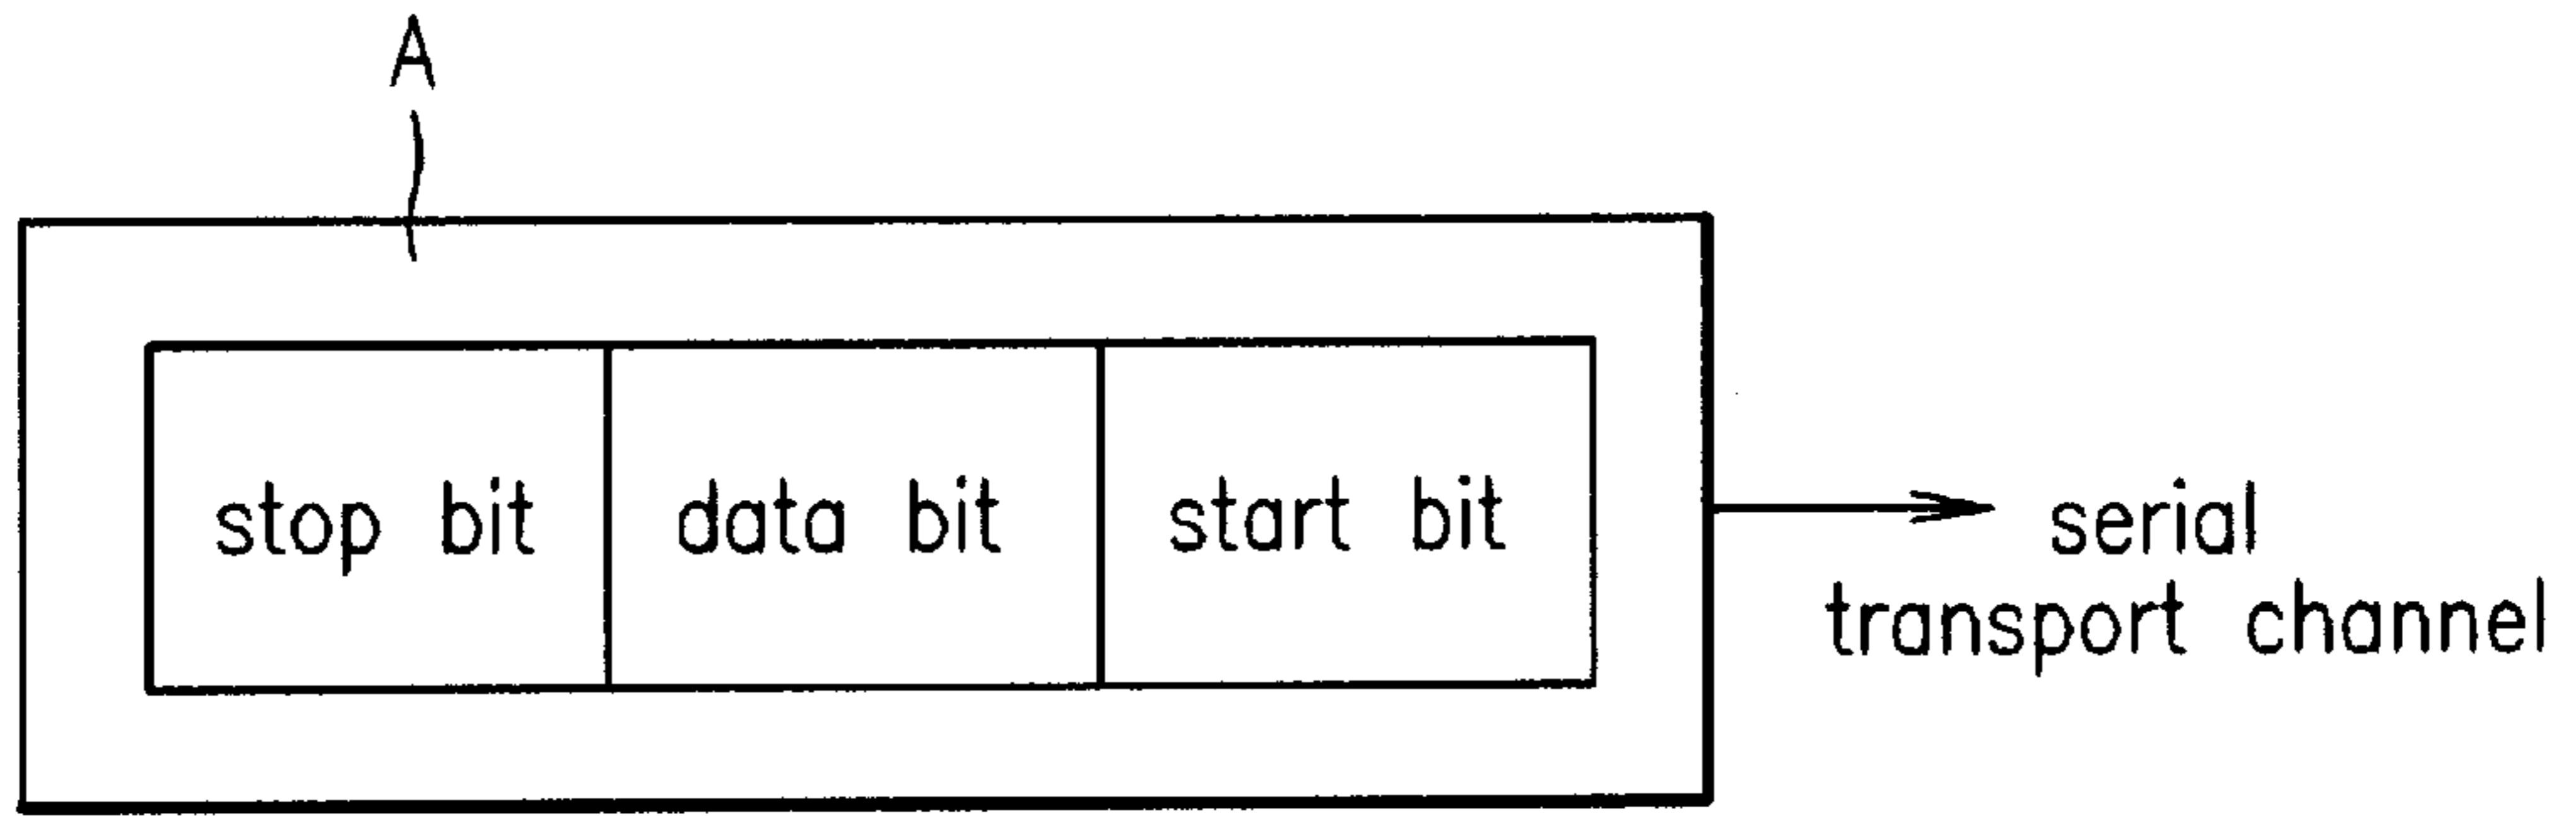 A
stop bit data bit start bit
serial
transport channel